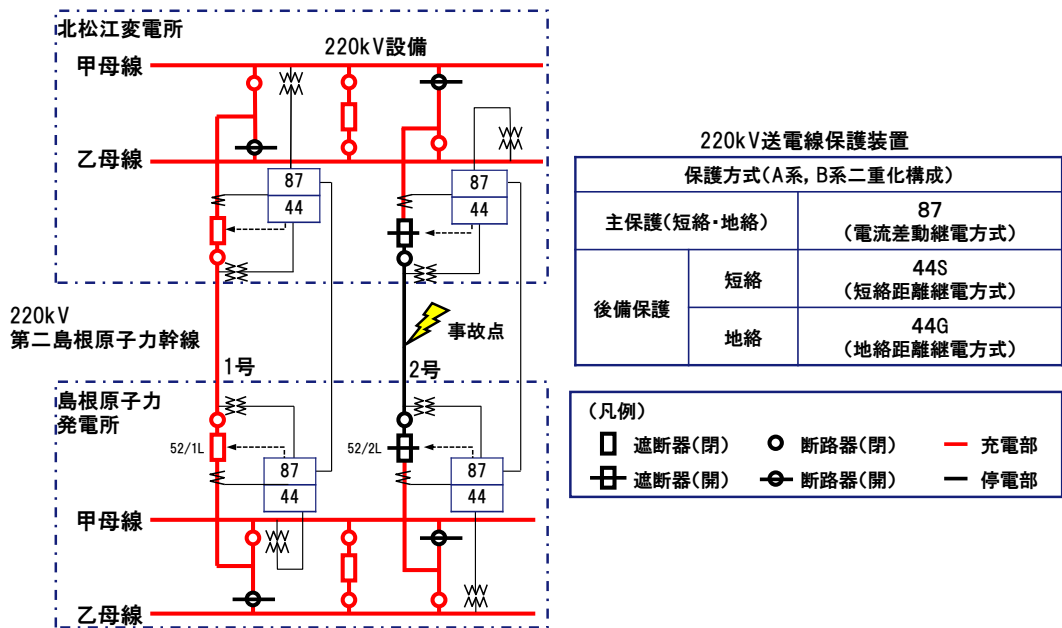 北松江変電所
220kV設備
甲母線
乙母線
87
44
87
44
220kV
第二島根原子力幹線
事故点
1号
2号
島根原子力
発電所
52/1L
52/2L
87
44
87
44
甲母線
乙母線
220kV送電線保護装置
保護方式(A系,B系二重化構成)
主保護(短絡・地絡)
87
(電流差動継電方式)
後備保護
短絡
44S
(短絡距離継電方式)
地絡
44G
(地絡距離継電方式)
(凡例)
遮断器(閉)
断路器(閉)
充電部
遮断器(開)
断路器(開)
停電部